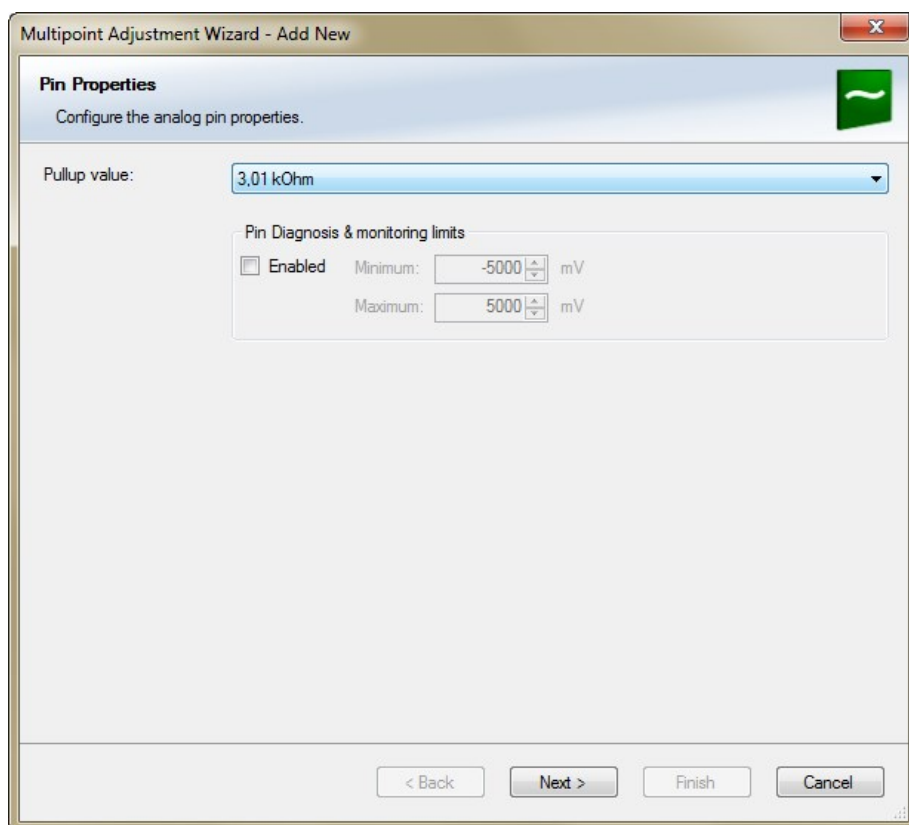 Multipoint Adjustment Wizard - Add New
Pin Properties
Configure the analog pin properties.
Pullup value: 3,01 kOhm
Pin Diagnosis & monitoring limits
Enabled Minimum: -5000 mV
Maximum: 5000 mV
< Back Next > Finish Cancel